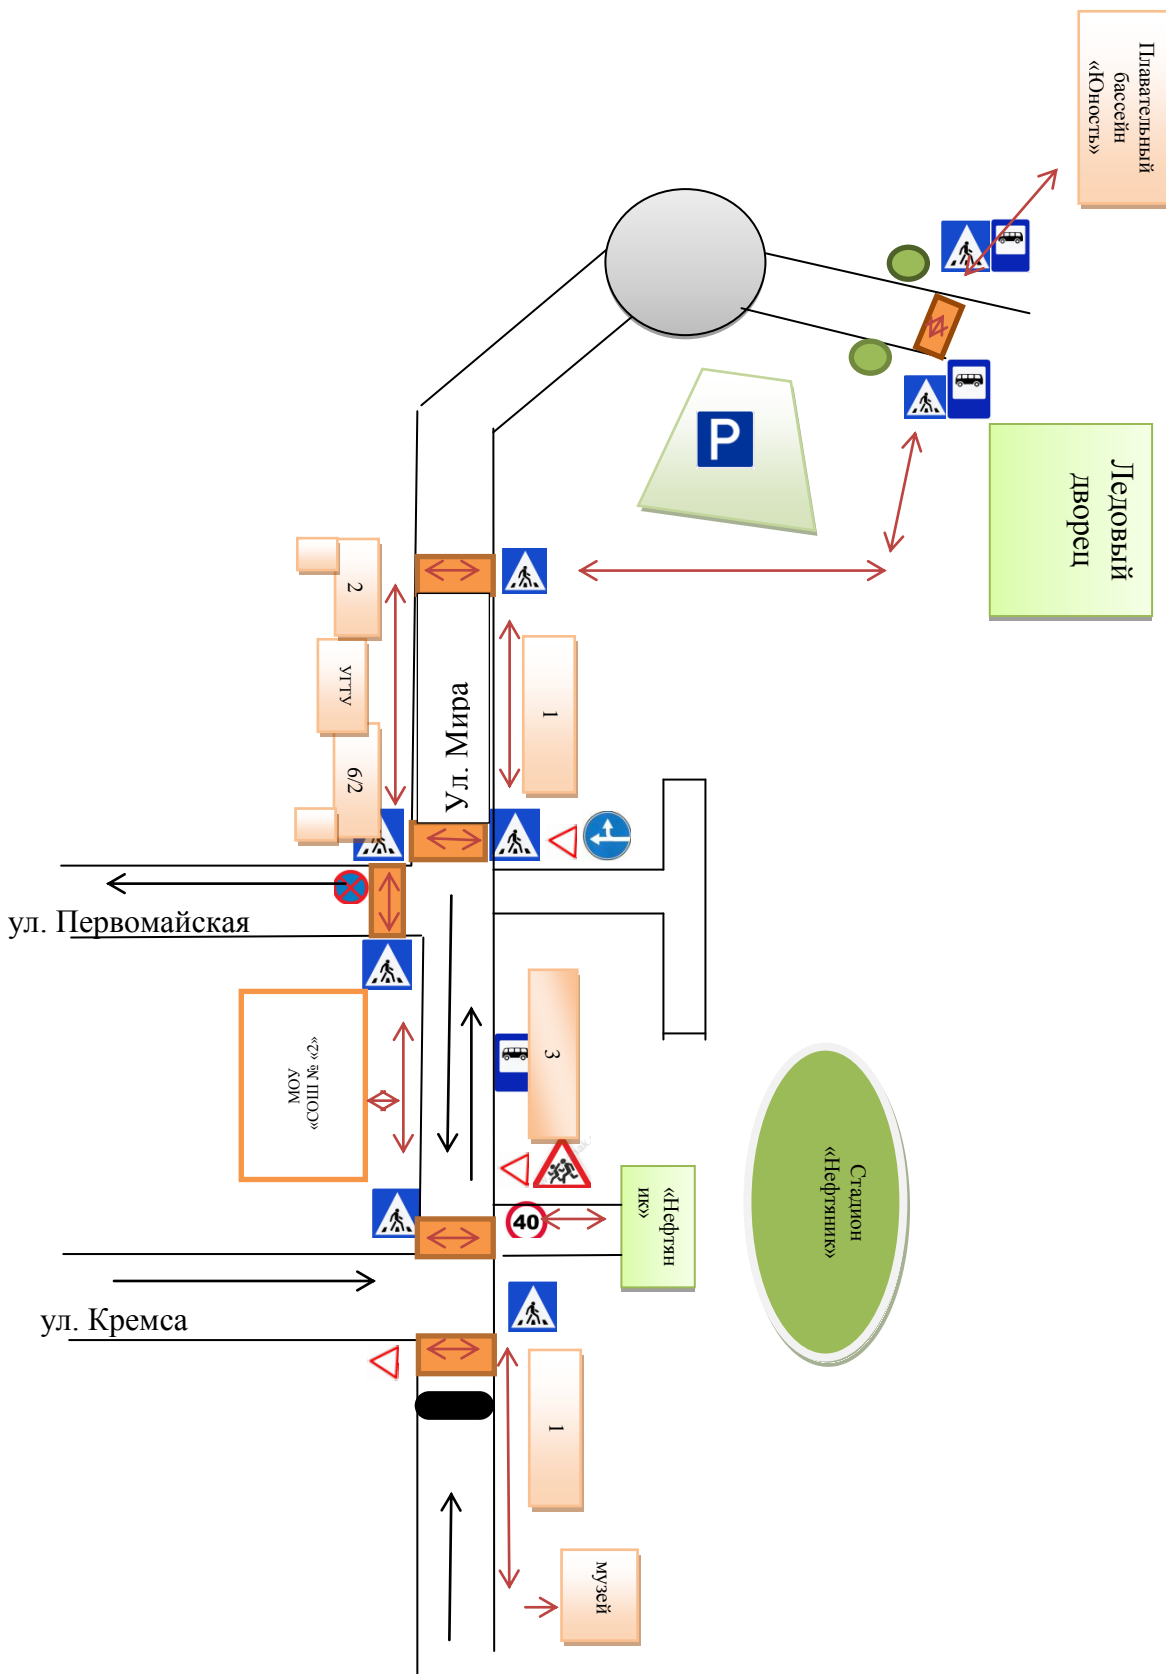 Плавательный
бассейн
«Юность»
Ледовый
дворец
P
2
УГТУ
6/2
Ул. Мира
1
ул. Первомайская
МОУ
«СОШ № «2»
3
Стадион
«Нефтяник»
«Нефтян
ик»
40
ул. Кремса
1
музей